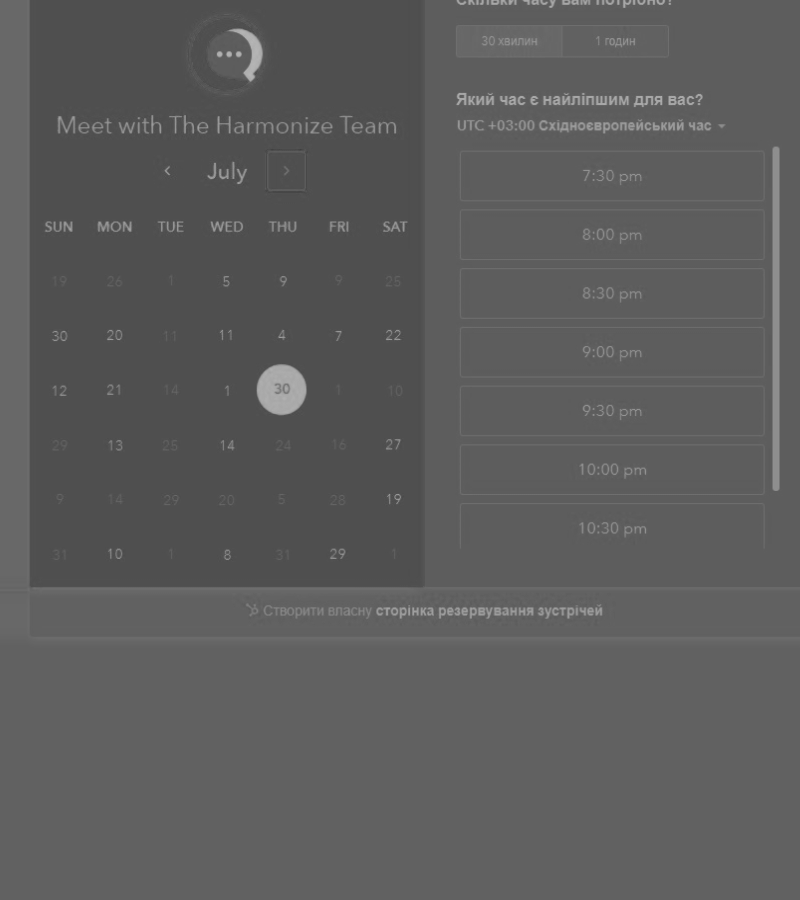 Скільки часу вам потрібно?
30 хвилин 1 годин
Meet with The Harmonize Team
July
SUN MON TUE WED THU FRI SAT
19 26 1 5 9 9 25
30 20 11 11 4 7 22
12 21 14 1 30 1 10
29 13 25 14 24 16 27
9 14 29 20 5 28 19
31 10 1 8 31 29 1
Який час є найліпшим для вас?
UTC +03:00 Східноєвропейський час
7:30 pm
8:00 pm
8:30 pm
9:00 pm
9:30 pm
10:00 pm
10:30 pm
Створити власну сторінка резервування зустрічей